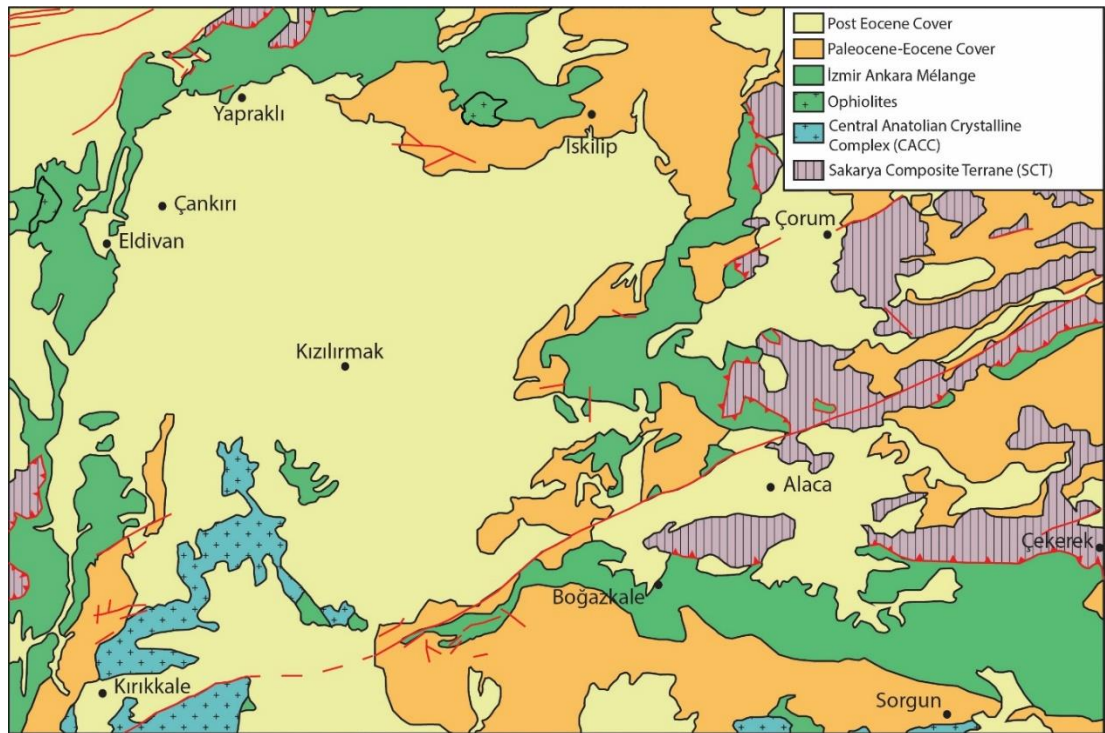 Post Eocene Cover
Paleocene-Eocene Cover
İzmir Ankara Mélange
Ophiolites
Central Anatolian Crystalline
Complex (CACC)
Sakarya Composite Terrane (SCT)
Yapraklı
Iskilip
Çankırı
Eldivan
Çorum
Kızılırmak
Alaca
Çekerek
Boğazkale
Kırıkkale
Sorgun